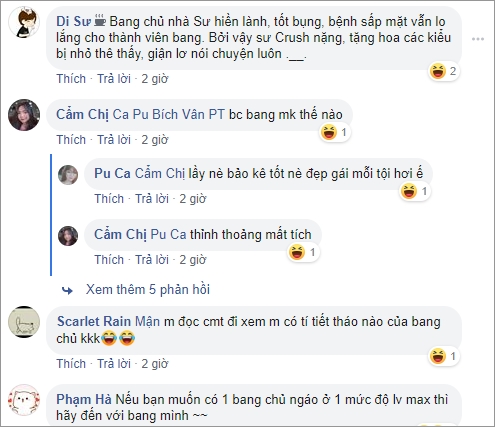 Di Sư ☕ Bang chủ nhà Sư hiền lành, tốt bụng, bệnh sấp mặt vẫn lo
lắng cho thành viên bang. Bởi vậy sư Crush nặng, tặng hoa các kiểu
bị nhỏ thẻ thấy, giận lơ nói chuyện luôn .__.
2
Thích · Trả lời · 2 giờ
Cẩm Chị Ca Pu Bích Vân PT bc bang mk thế nào
1
Thích · Trả lời · 2 giờ
Pu Ca Cẩm Chị lầy nè bảo kê tốt nè đẹp gái mỗi tội hơi ế
1
Thích · Trả lời · 2 giờ
Cẩm Chị Pu Ca thỉnh thoảng mất tích
1
Thích · Trả lời · 2 giờ
Xem thêm 5 phản hồi
Scarlet Rain Mận m đọc cmt đi xem m có tí tiết tháo nào của bang
chủ kkk😂😂
1
Thích · Trả lời · 2 giờ
Phạm Hà Nếu bạn muốn có 1 bang chủ ngáo ở 1 mức độ lv max thì
hãy đến với bang mình ~~